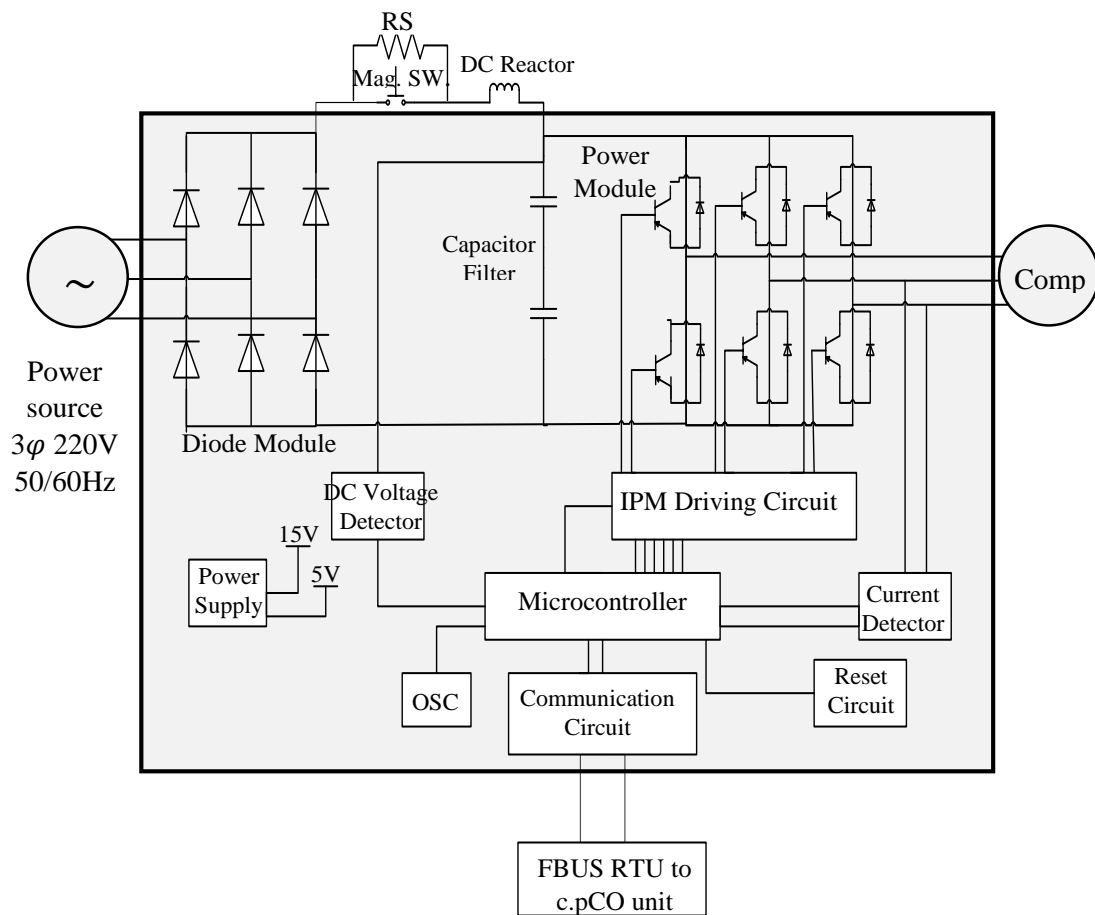 RS
Mag. SW.
DC Reactor
Power
Module
Capacitor
Filter
~
Comp
Power
source
3φ 220V
50/60Hz
Diode Module
DC Voltage
Detector
IPM Driving Circuit
15V
5V
Power
Supply
Microcontroller
Current
Detector
OSC
Communication
Circuit
Reset
Circuit
FBUS RTU to
c.pCO unit